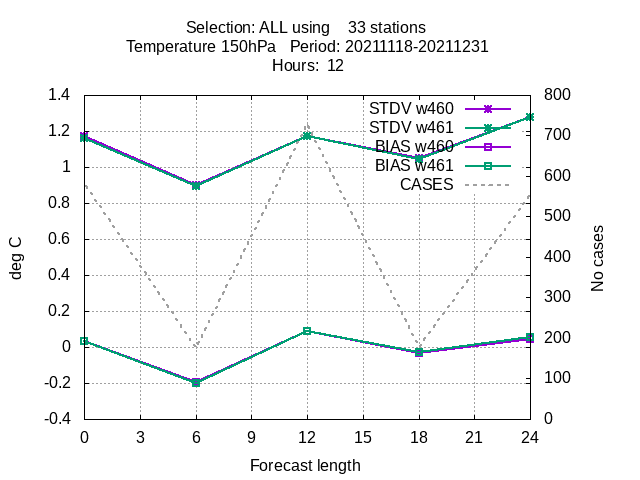 Selection: ALL using 33 stations
Temperature 150hPa Period: 20211118-20211231
Hours: 12
1.4
1.2
1
0.8
0.6
0.4
0.2
0
-0.2
-0.4
deg C
STDV w460
STDV w461
BIAS w460
BIAS w461
CASES
800
700
600
500
400
300
200
100
0
No cases
0 3 6 9 12 15 18 21 24
Forecast length